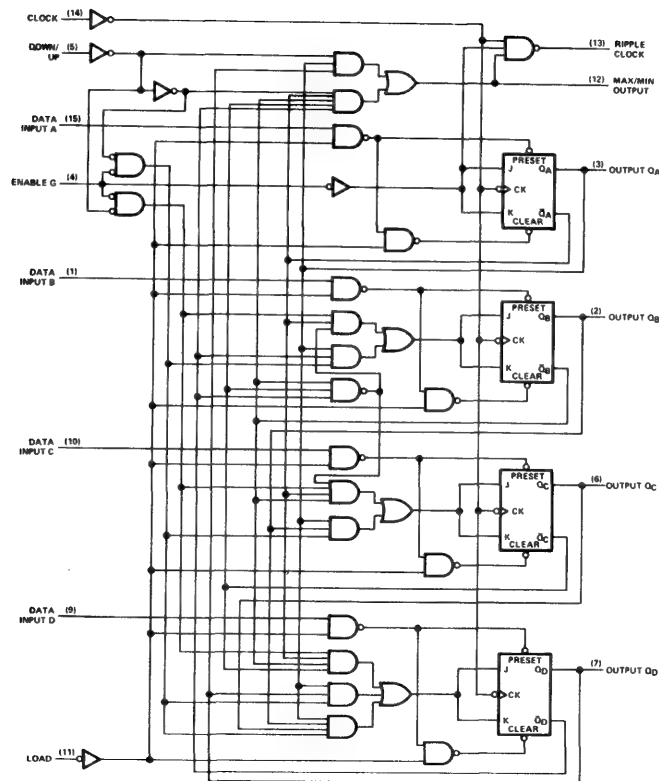 CLOCK (14)
DOWN/
UP
(5)
(13) RIPPLE
CLOCK
(12) MAX/MIN
OUTPUT
DATA
INPUT A
(15)
PRESET
J QA
CK
K Q̄A
CLEAR
(3) OUTPUT QA
ENABLE G (4)
DATA
INPUT B
(1)
PRESET
J QB
CK
K Q̄B
CLEAR
(2) OUTPUT QB
DATA
INPUT C
(10)
PRESET
J QC
CK
K Q̄C
CLEAR
(6) OUTPUT QC
DATA
INPUT D
(9)
PRESET
J QD
CK
K Q̄D
CLEAR
(7) OUTPUT QD
LOAD (11)